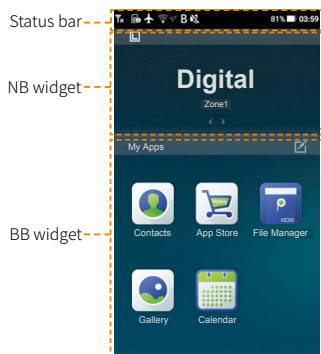 Status bar
Tx B 81% 03:59
NB widget
Digital
Zone1
< >
My Apps
BB widget
MDM
Contacts App Store File Manager
Gallery Calendar